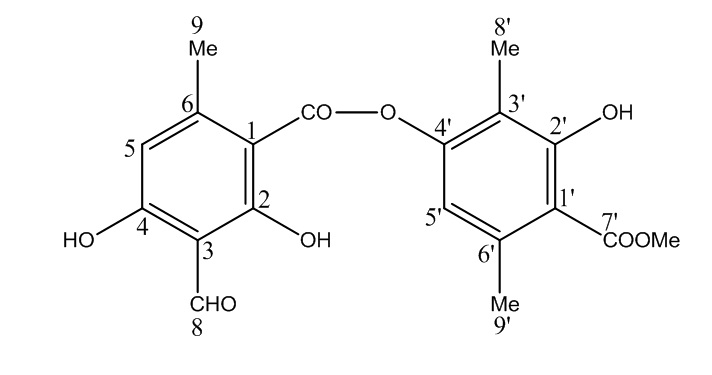 9 8'
Me Me
6 CO O 3' OH
1 4' 2'
5
2 5' 1'
HO 4 OH 6' 7' COOMe
3
CHO Me
8 9'